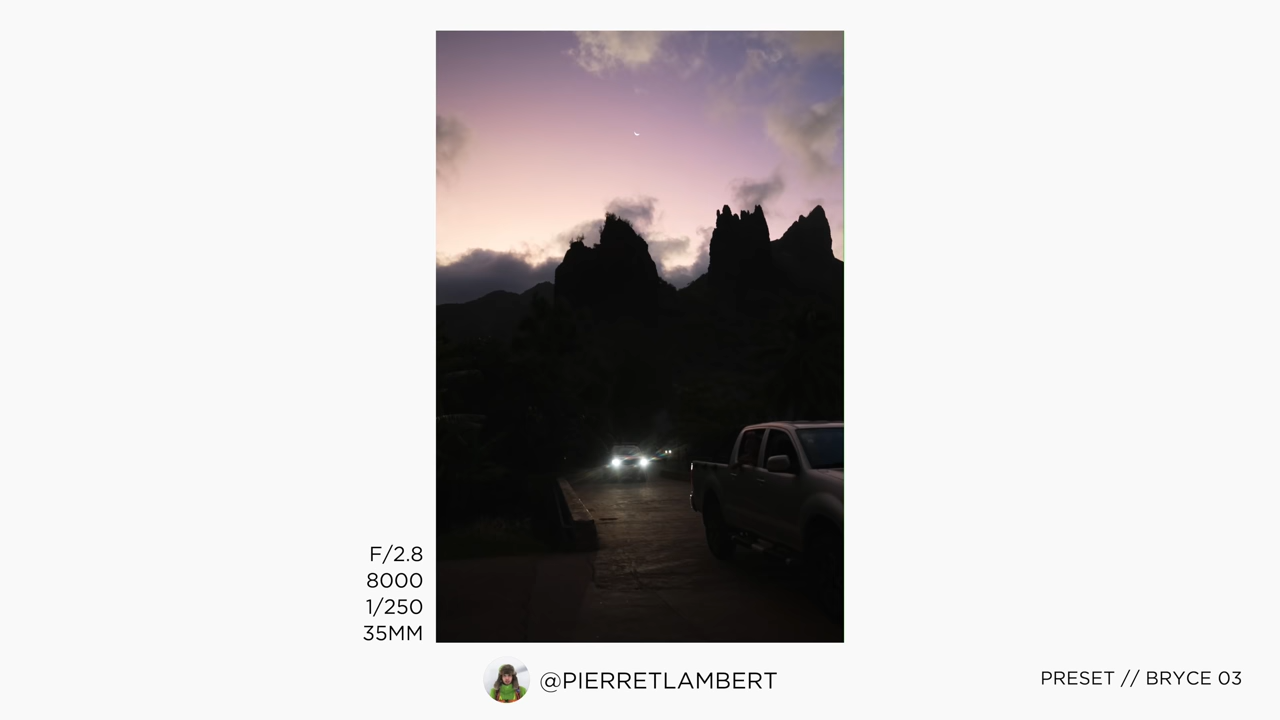 F/2.8
8000
1/250
35MM
@PIERRETLAMBERT
PRESET // BRYCE 03